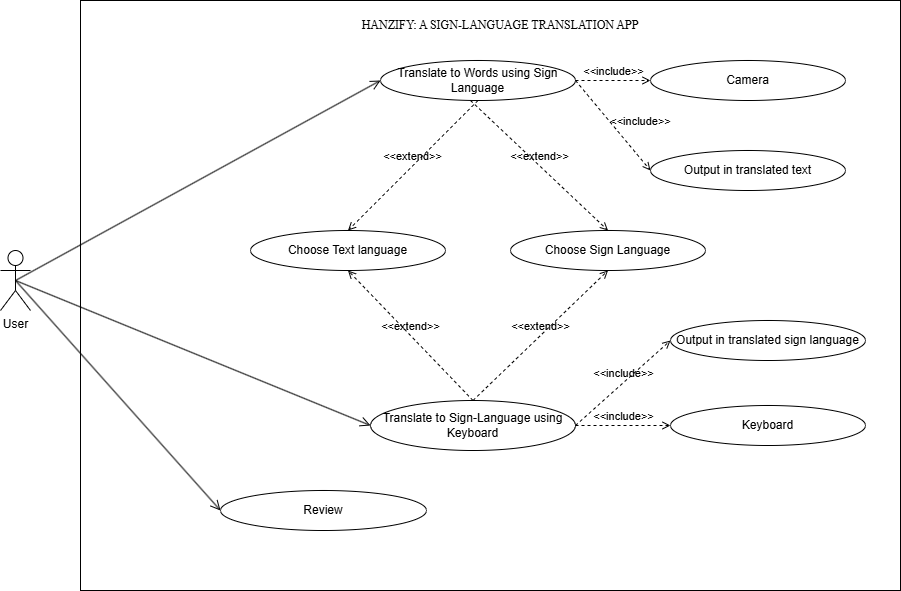 HANZIFY: A SIGN-LANGUAGE TRANSLATION APP
Translate to Words using Sign
Language
<<include>>
Camera
<<include>>
Output in translated text
<<extend>>
<<extend>>
Choose Text language
Choose Sign Language
User
<<extend>>
<<extend>>
Output in translated sign language
<<include>>
Translate to Sign-Language using
Keyboard
<<include>>
Keyboard
Review